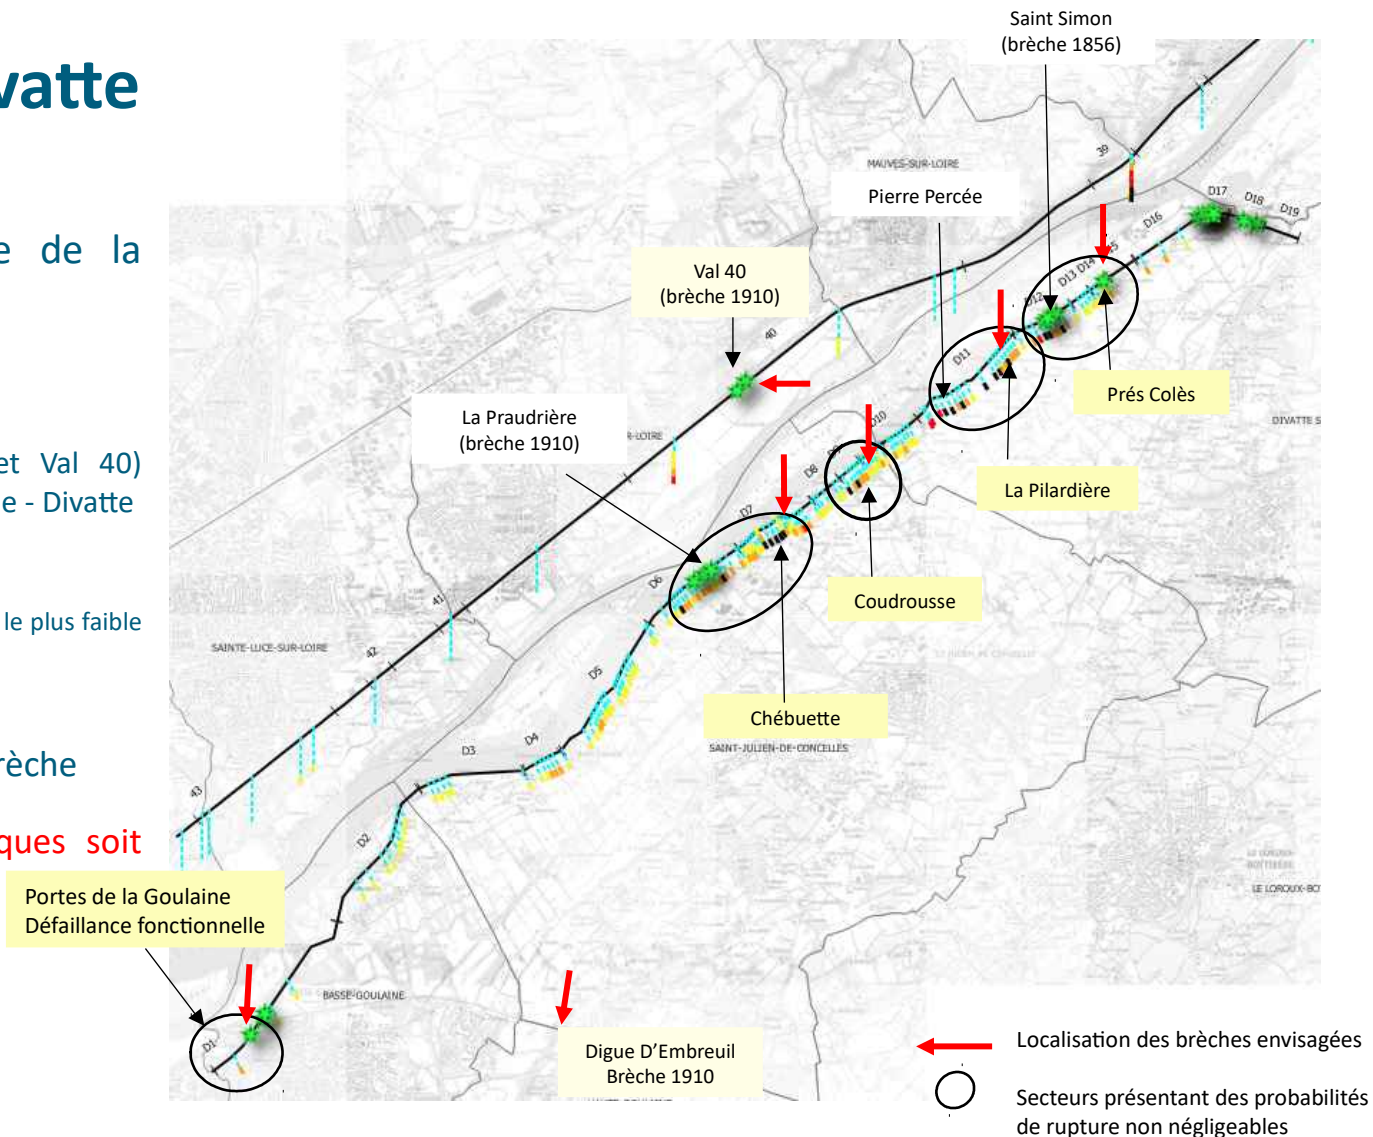 vatte
e de la
et Val 40)
e - Divatte
le plus faible
rèche
ques soit
Saint Simon
(brèche 1856)
MAUVES-SUR-LOIRE
Pierre Percée
39
D17
D18
D19
D16
Val 40
(brèche 1910)
40
D14
D13
D12
D11
La Praudrière
(brèche 1910)
R-LOIRE
Prés Colès
DIVATTE S
D10
D8
D7
La Pilardière
D6
Coudrousse
41
SAINTE-LUCE-SUR-LOIRE
42
D5
Chébuette
SAINT-JULIEN-DE-CONCELLES
D4
D3
43
D2
LE LOROUX-BO
Portes de la Goulaine
Défaillance fonctionnelle
BASSE-GOULAINE
D1
Digue D’Embreuil
Brèche 1910
Localisation des brèches envisagées
Secteurs présentant des probabilités
de rupture non négligeables